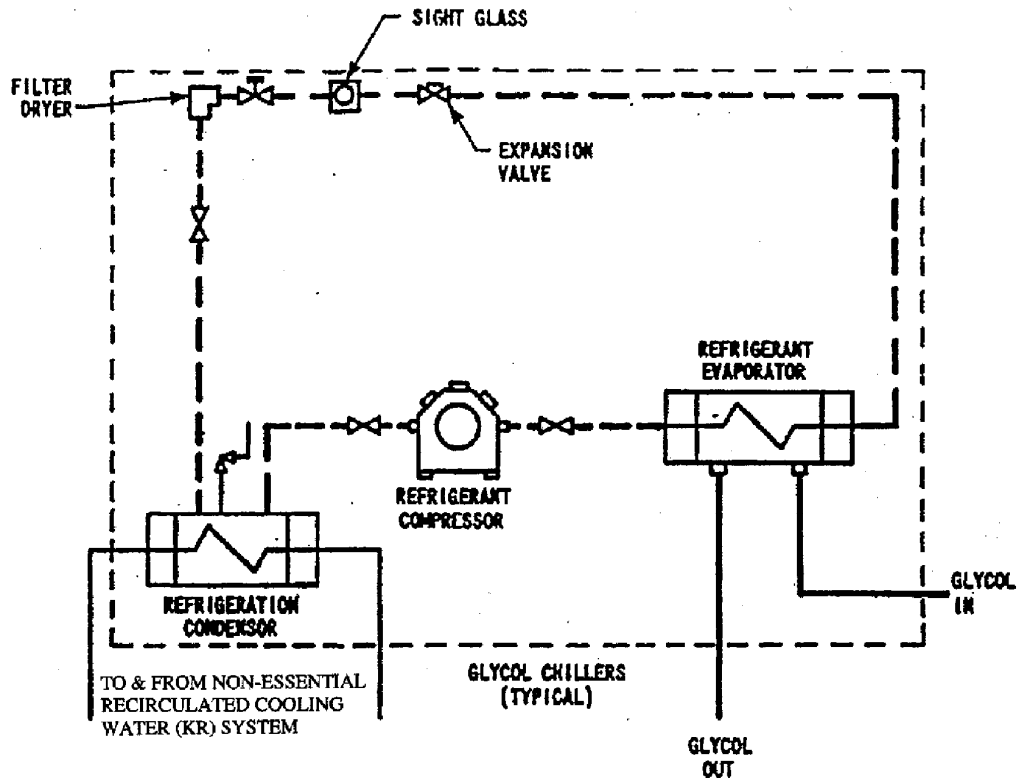 SIGHT GLASS
FILTER
DRYER
EXPANSION
VALVE
REFRIGERANT
EVAPORATOR
REFRIGERANT
COMPRESSOR
REFRIGERATION
CONDENSOR
GLYCOL
IN
TO & FROM NON-ESSENTIAL
RECIRCULATED COOLING
WATER (KR) SYSTEM
GLYCOL CHILLERS
(TYPICAL)
GLYCOL
OUT